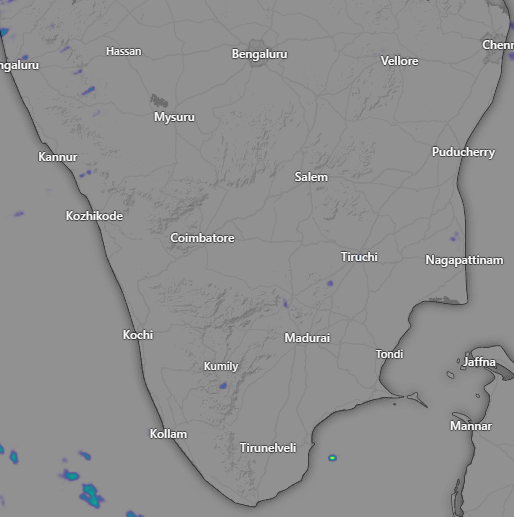 Hassan
Bengaluru
Chenn
ngaluru
Vellore
Mysuru
Kannur
Puducherry
Salem
Kozhikode
Coimbatore
Tiruchi
Nagapattinam
Kochi
Madurai
Tondi
Jaffna
Kumily
Kollam
Mannar
Tirunelveli